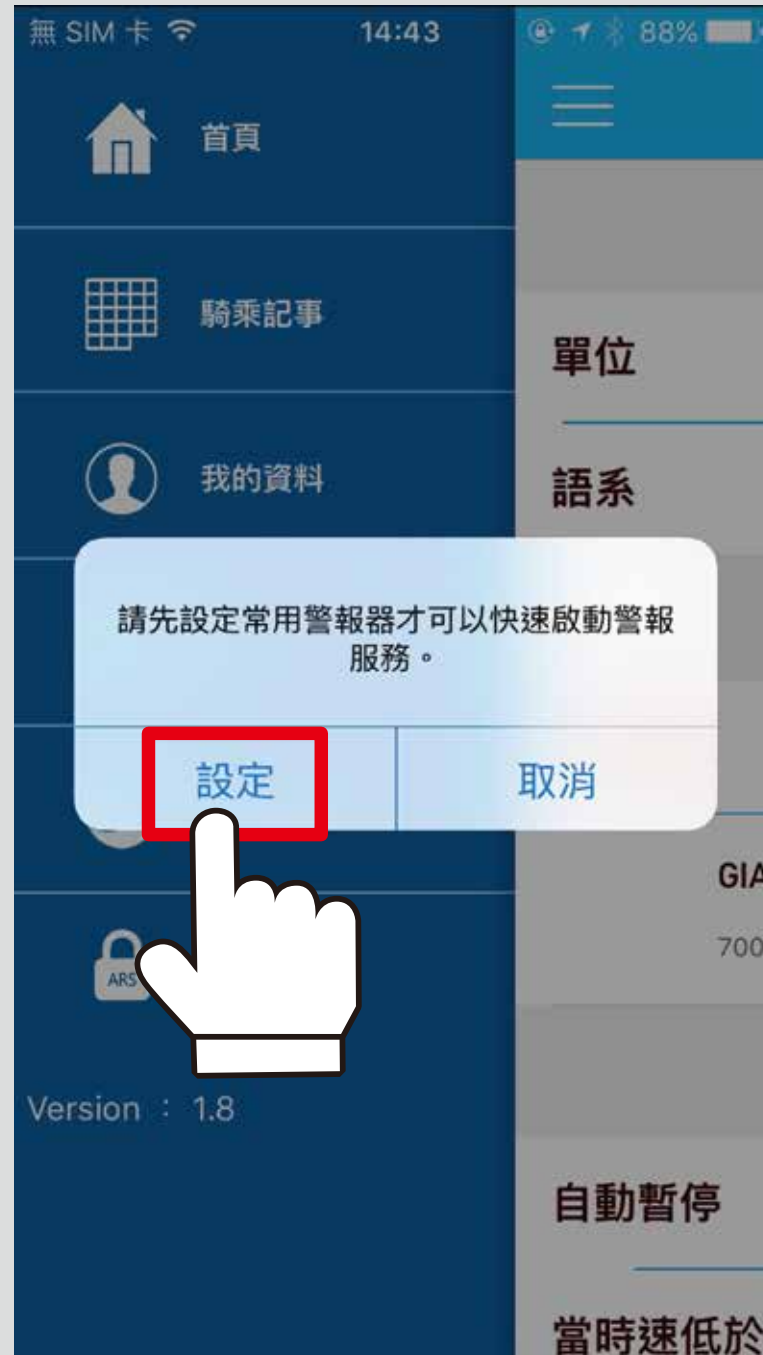 無 SIM 卡
14:43
88%
首頁
騎乘記事
我的資料
單位
語系
請先設定常用警報器才可以快速啟動警報
服務。
設定
取消
GIA
700
ARS
Version : 1.8
自動暫停
當時速低於